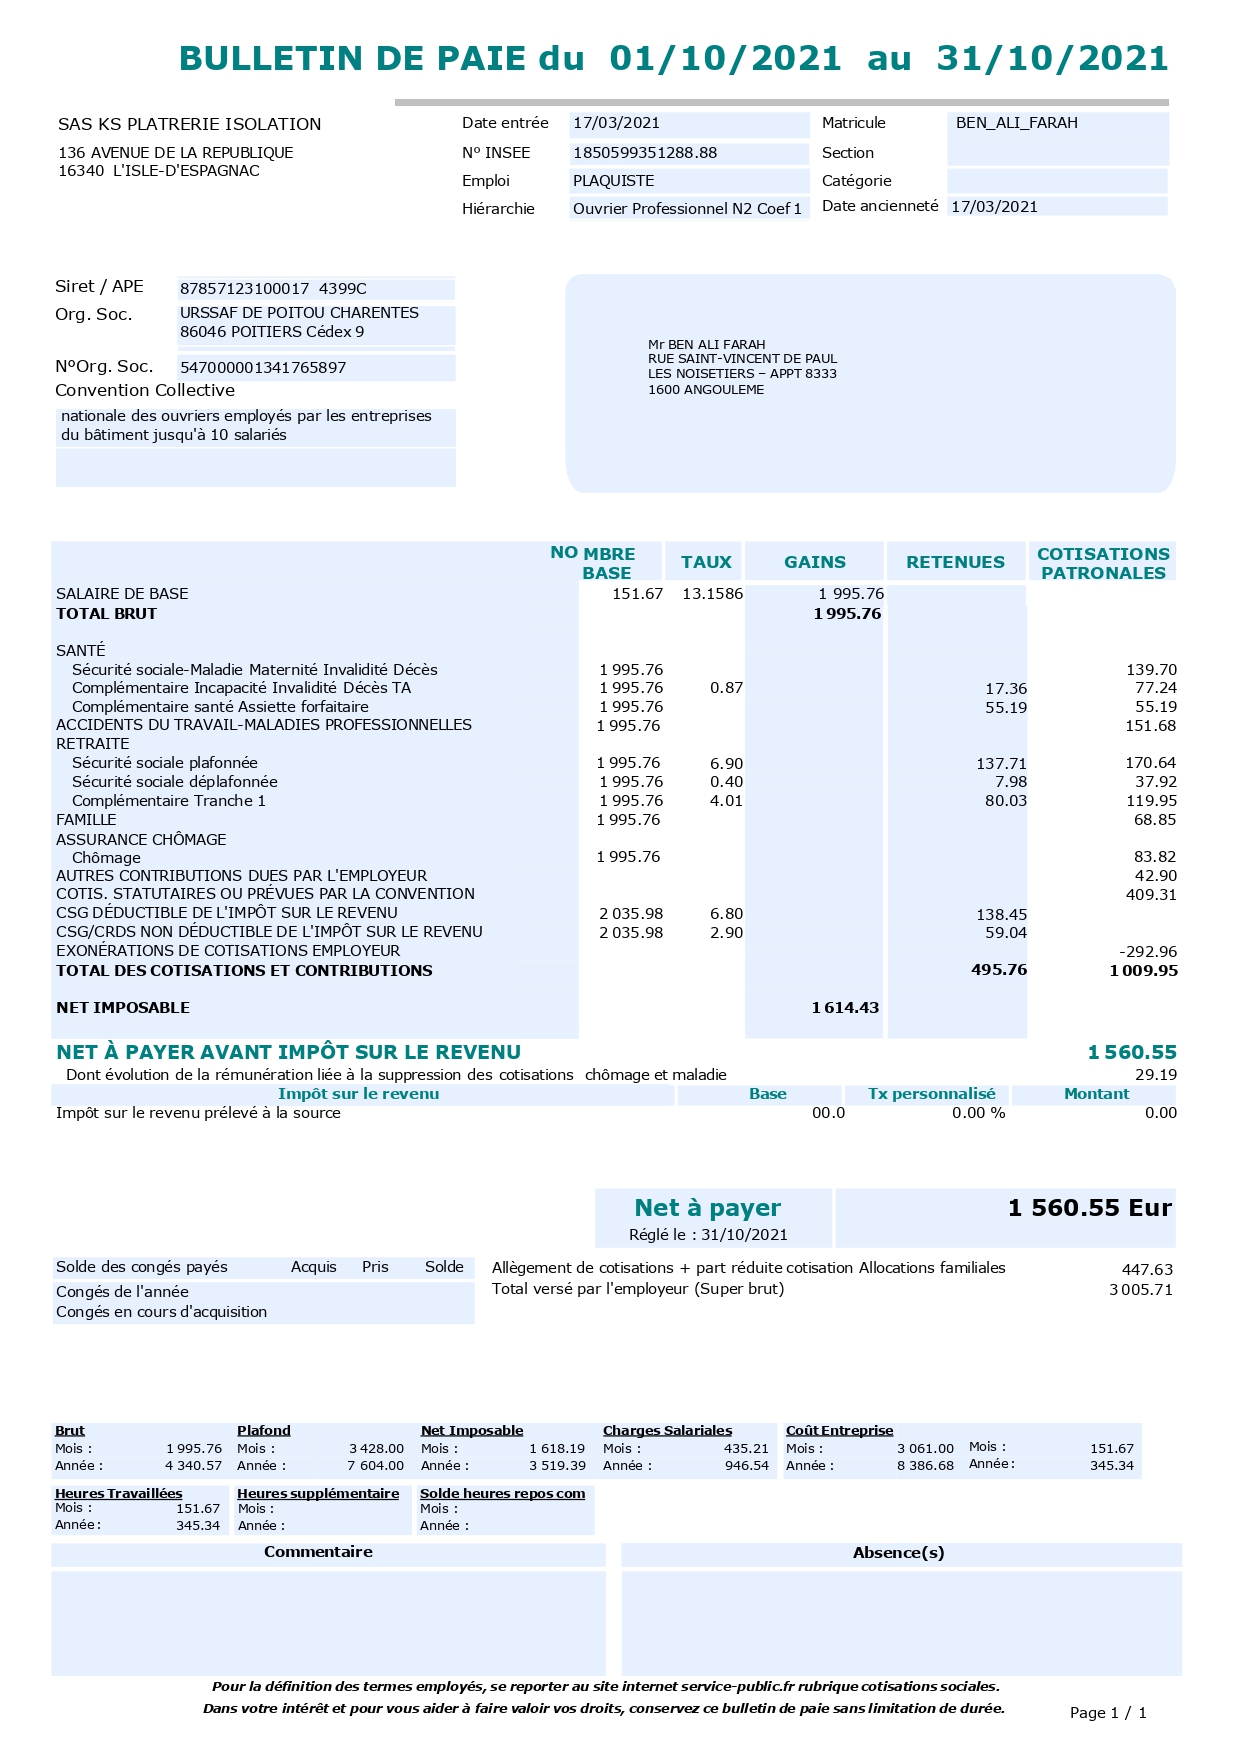 BULLETIN DE PAIE du 01/10/2021 au 31/10/2021
SAS KS PLATRERIE ISOLATION
136 AVENUE DE LA REPUBLIQUE
16340 L'ISLE-D'ESPAGNAC
Date entrée 17/03/2021 Matricule BEN_ALI_FARAH
Nº INSEE 1850599351288.88 Section
Emploi PLAQUISTE Catégorie
Hiérarchie Ouvrier Professionnel N2 Coef 1 Date ancienneté 17/03/2021
Siret / APE 87857123100017 4399C
Org. Soc. URSSAF DE POITOU CHARENTES
86046 POITIERS Cédex 9
NºOrg. Soc. 547000001341765897
Convention Collective
nationale des ouvriers employés par les entreprises
du bâtiment jusqu'à 10 salariés
Mr BEN ALI FARAH
RUE SAINT-VINCENT DE PAUL
LES NOISETIERS – APPT 8333
1600 ANGOULEME
NO MBRE BASE TAUX GAINS RETENUES COTISATIONS PATRONALES
SALAIRE DE BASE 151.67 13.1586 1 995.76
TOTAL BRUT 1 995.76
SANTÉ
Sécurité sociale-Maladie Maternité Invalidité Décès 1 995.76 139.70
Complémentaire Incapacité Invalidité Décès TA 1 995.76 0.87 17.36 77.24
Complémentaire santé Assiette forfaitaire 1 995.76 55.19 55.19
ACCIDENTS DU TRAVAIL-MALADIES PROFESSIONNELLES 1 995.76 151.68
RETRAITE
Sécurité sociale plafonnée 1 995.76 6.90 137.71 170.64
Sécurité sociale déplafonnée 1 995.76 0.40 7.98 37.92
Complémentaire Tranche 1 1 995.76 4.01 80.03 119.95
FAMILLE 1 995.76 68.85
ASSURANCE CHÔMAGE
Chômage 1 995.76 83.82
AUTRES CONTRIBUTIONS DUES PAR L'EMPLOYEUR 42.90
COTIS. STATUTAIRES OU PRÉVUES PAR LA CONVENTION 409.31
CSG DÉDUCTIBLE DE L'IMPÔT SUR LE REVENU 2 035.98 6.80 138.45
CSG/CRDS NON DÉDUCTIBLE DE L'IMPÔT SUR LE REVENU 2 035.98 2.90 59.04
EXONÉRATIONS DE COTISATIONS EMPLOYEUR -292.96
TOTAL DES COTISATIONS ET CONTRIBUTIONS 495.76 1 009.95
NET IMPOSABLE 1 614.43
NET À PAYER AVANT IMPÔT SUR LE REVENU 1 560.55
Dont évolution de la rémunération liée à la suppression des cotisations chômage et maladie 29.19
Impôt sur le revenu Base Tx personnalisé Montant
Impôt sur le revenu prélevé à la source 00.0 0.00 % 0.00
Net à payer 1 560.55 Eur
Réglé le : 31/10/2021
Solde des congés payés Acquis Pris Solde
Congés de l'année
Congés en cours d'acquisition
Allègement de cotisations + part réduite cotisation Allocations familiales 447.63
Total versé par l'employeur (Super brut) 3 005.71
Brut Plafond Net Imposable Charges Salariales Coût Entreprise
Mois : 1 995.76 Mois : 3 428.00 Mois : 1 618.19 Mois : 435.21 Mois : 3 061.00 Mois : 151.67
Année : 4 340.57 Année : 7 604.00 Année : 3 519.39 Année : 946.54 Année : 8 386.68 Année : 345.34
Heures Travaillées Heures supplémentaire Solde heures repos com
Mois : 151.67 Mois : Mois :
Année : 345.34 Année : Année :
Commentaire Absence(s)
Pour la définition des termes employés, se reporter au site internet service-public.fr rubrique cotisations sociales.
Dans votre intérêt et pour vous aider à faire valoir vos droits, conservez ce bulletin de paie sans limitation de durée.
Page 1 / 1